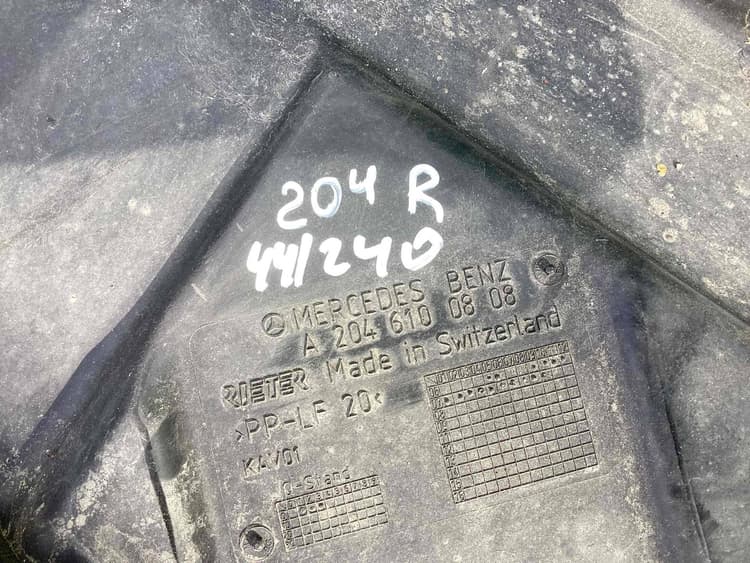 204 R
44/240
MERCEDES BENZ
A 204 610 08 08
RIETER Made in Switzerland
>PP-LF 20<
KAV01
Q-Stand